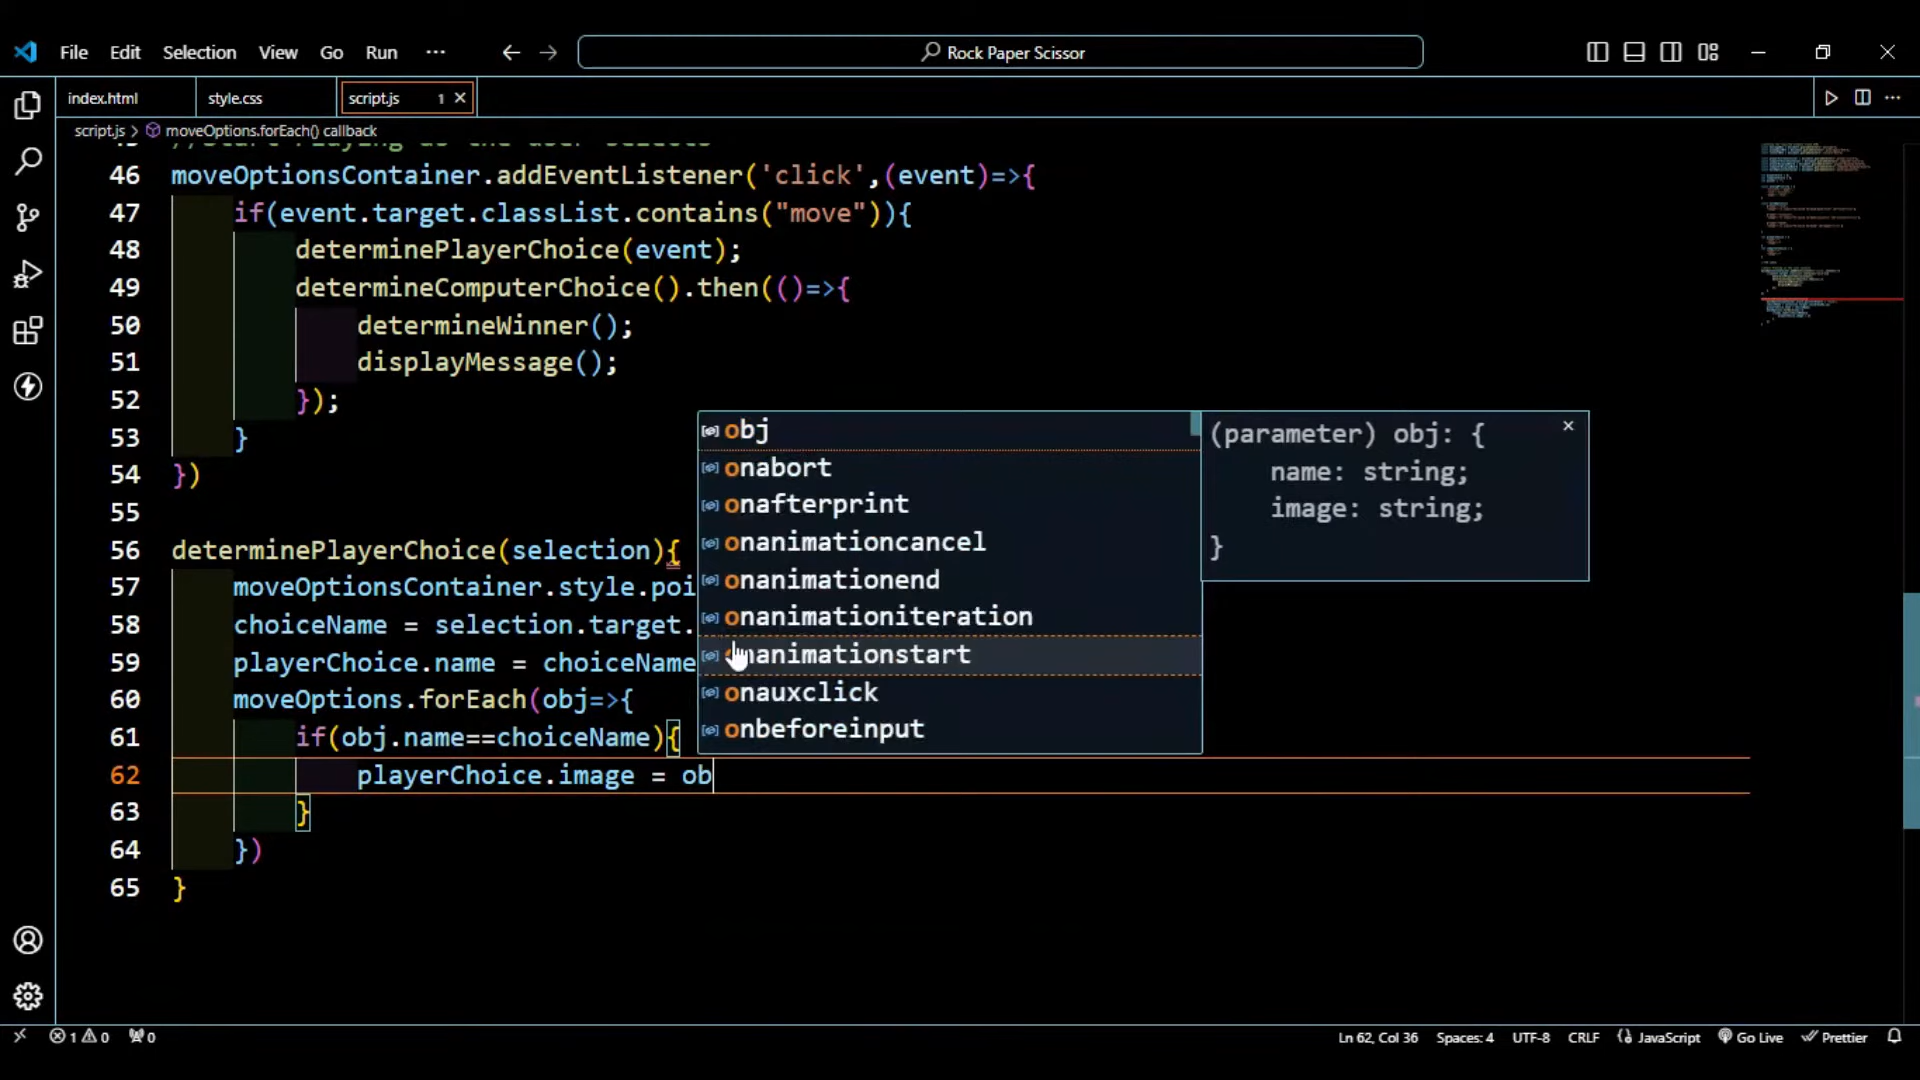 File Edit Selection View Go Run ··· Rock Paper Scissor
index.html style.css script.js 1
script.js > moveOptions.forEach() callback
46 moveOptionsContainer.addEventListener('click',(event)=>{
47 if(event.target.classList.contains("move")){
48 determinePlayerChoice(event);
49 determineComputerChoice().then(()=>{
50 determineWinner();
51 displayMessage();
52 });
53 }
54 })
55
56 determinePlayerChoice(selection){
57 moveOptionsContainer.style.poi
58 choiceName = selection.target.
59 playerChoice.name = choiceName
60 moveOptions.forEach(obj=>{
61 if(obj.name==choiceName){
62 playerChoice.image = ob
63 }
64 })
65 }
obj
onabort
onafterprint
onanimationcancel
onanimationend
onanimationiteration
onanimationstart
onauxclick
onbeforeinput
(parameter) obj: {
name: string;
image: string;
}
1 0 0 Ln 62, Col 36 Spaces: 4 UTF-8 CRLF JavaScript Go Live Prettier